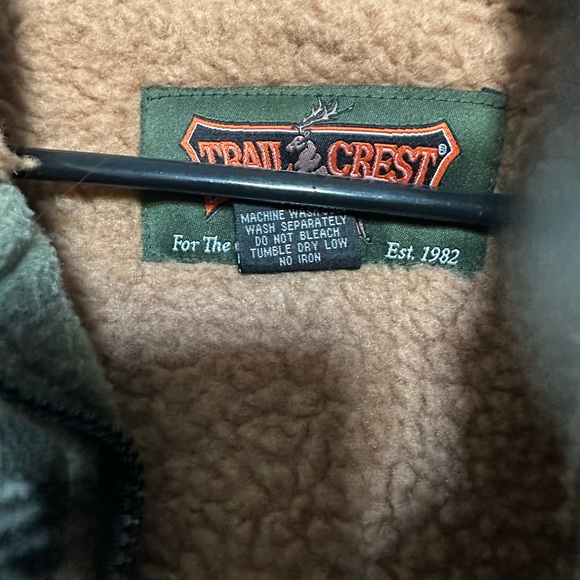 TRAIL CREST®
MACHINE WASH
WASH SEPARATELY
DO NOT BLEACH
TUMBLE DRY LOW
NO IRON
For The
Est. 1982